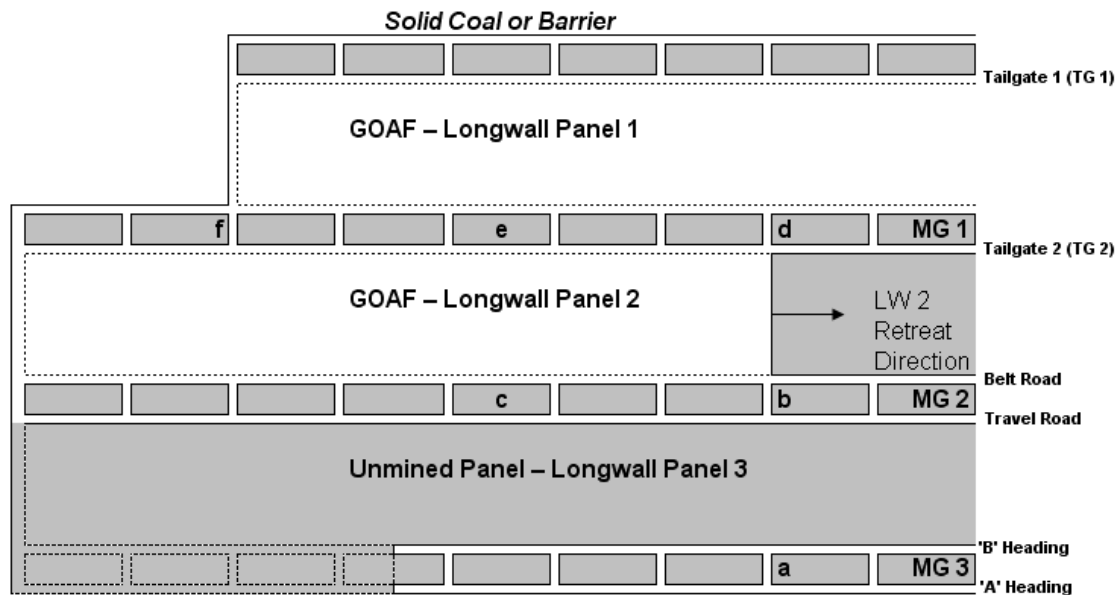 Solid Coal or Barrier
Tailgate 1 (TG 1)
GOAF – Longwall Panel 1
f
e
d
MG 1
Tailgate 2 (TG 2)
GOAF – Longwall Panel 2
LW 2
Retreat
Direction
Belt Road
c
b
MG 2
Travel Road
Unmined Panel – Longwall Panel 3
'B' Heading
a
MG 3
'A' Heading